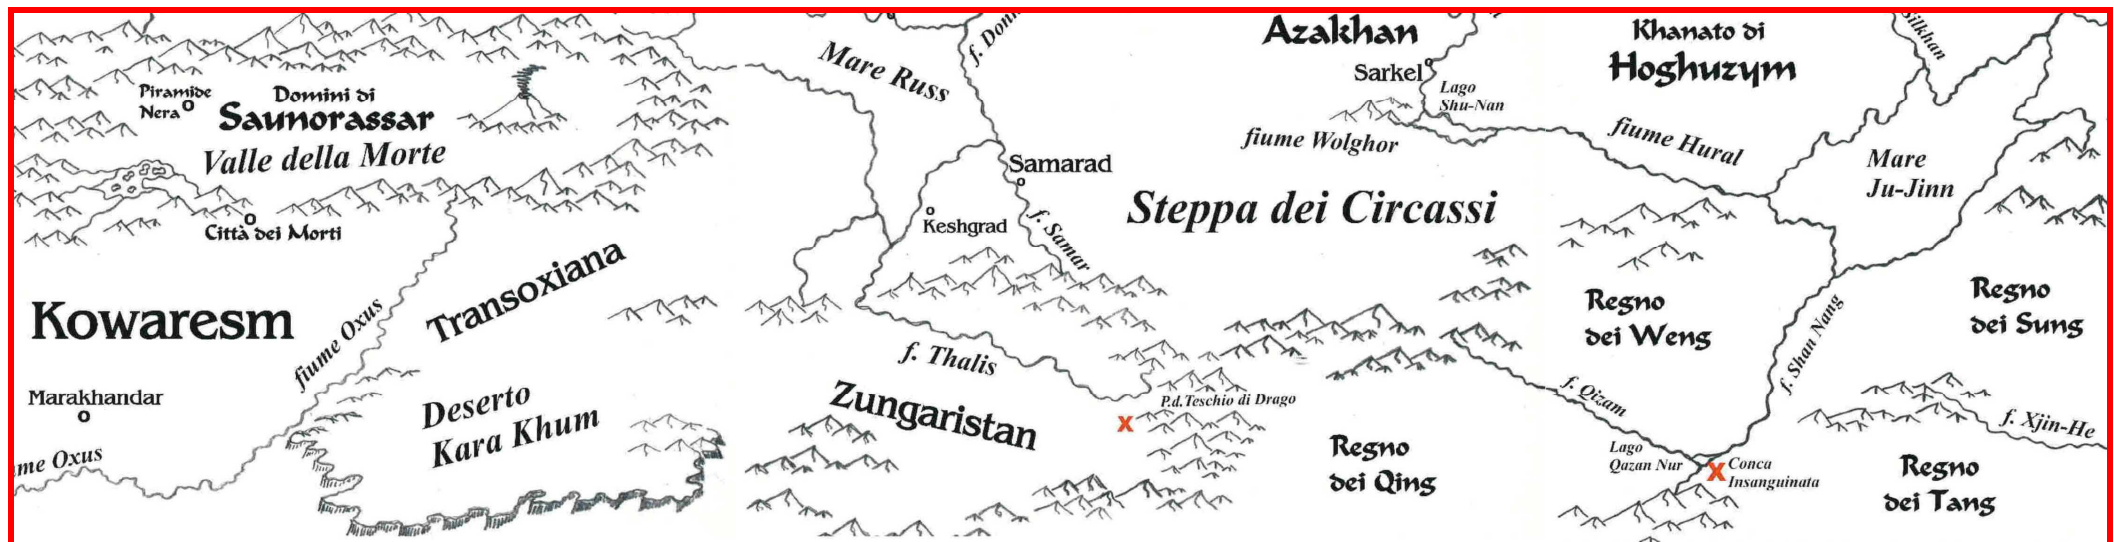 Piramide
Nera
Domini di
Saunorassar
Valle della Morte
Città dei Morti
Kowaresm
Marakhandar
fiume Oxus
Transoxiana
Deserto
Kara Khum
Mare Russ
Samarad
Keshgrad
f. Samar
f. Thalis
Zungaristan
P.d.Teschio di Drago
X
Azakhan
Sarkel
Lago
Shu-Nan
fiume Wolghor
Steppa dei Circassi
Khanato di
Hoghuzym
fiume Hural
Mare
Ju-Jinn
Regno
dei Weng
Regno
dei Sung
f. Shan Nang
f. Qizam
f. Xjin-He
Regno
dei Qing
Lago
Qazan Nur
X
Conca
Insanguinata
Regno
dei Tang